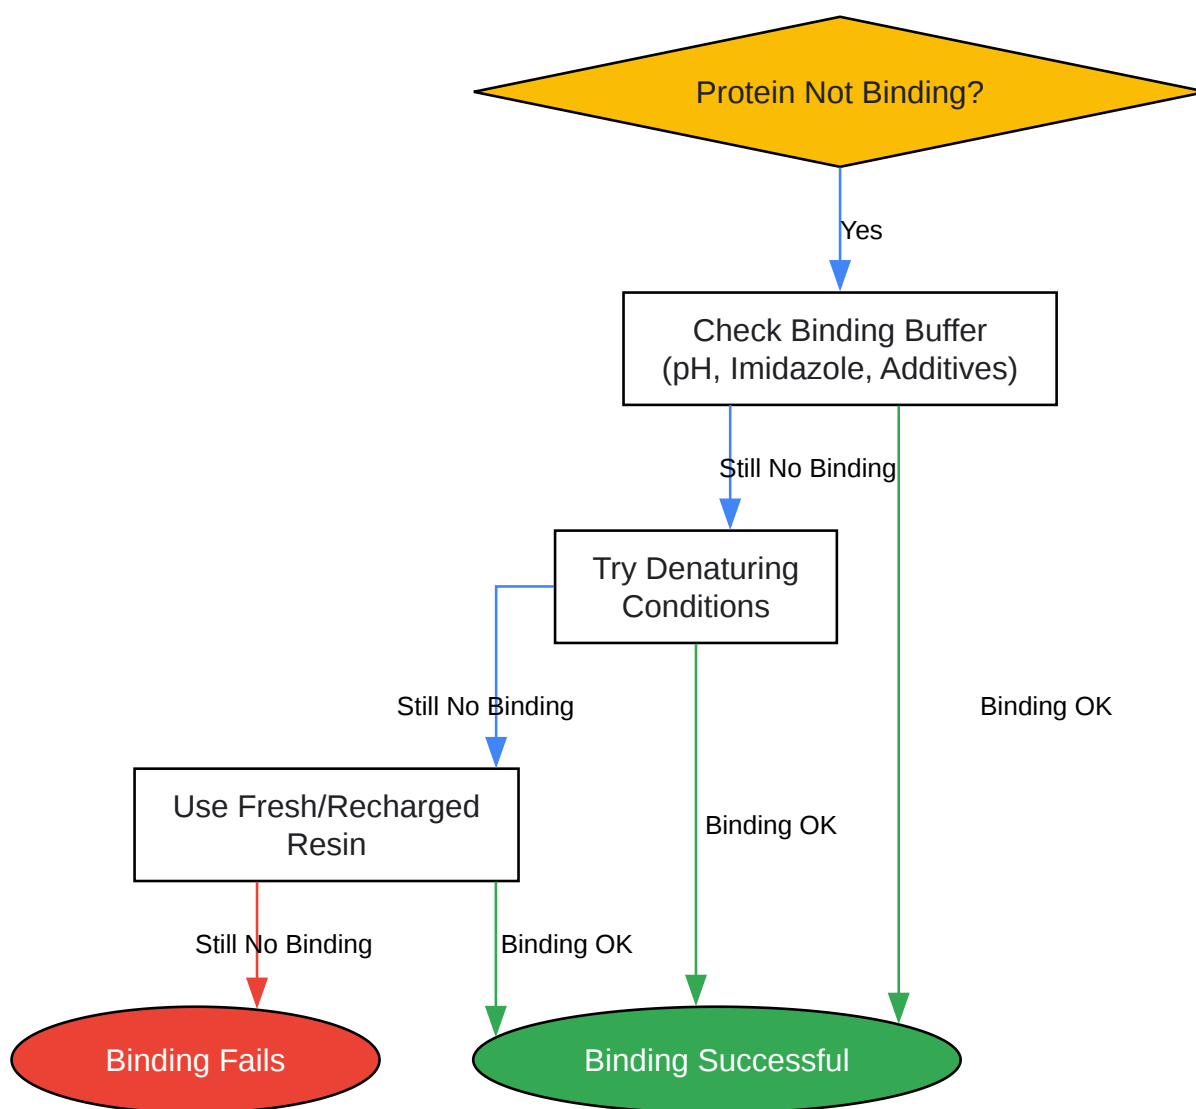 Protein Not Binding?
Yes
Check Binding Buffer
(pH, Imidazole, Additives)
Still No Binding
Try Denaturing
Conditions
Still No Binding
Binding OK
Use Fresh/Recharged
Resin
Binding OK
Still No Binding
Binding OK
Binding Fails
Binding Successful